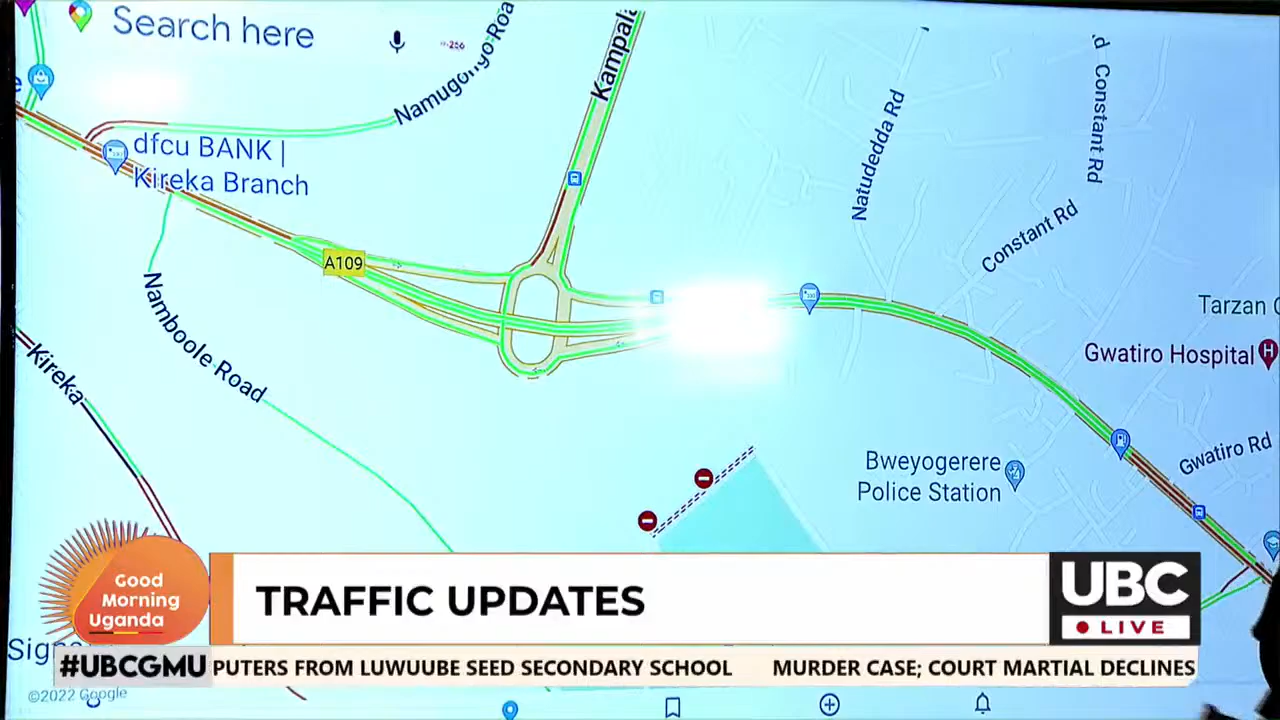 Search here
Namugongo Roa
Kampala
dfcu BANK |
Kireka Branch
A109
Natudedda Rd
Constant Rd
Constant Rd
Tarzan
Gwatiro Hospital
H
Namboole Road
Kireka
Gwatiro Rd
Bweyogerere
Police Station
Good
Morning
Uganda
TRAFFIC UPDATES
UBC
LIVE
#UBCGMU
PUTERS FROM LUWUUBE SEED SECONDARY SCHOOL MURDER CASE; COURT MARTIAL DECLINES
©2022 Google